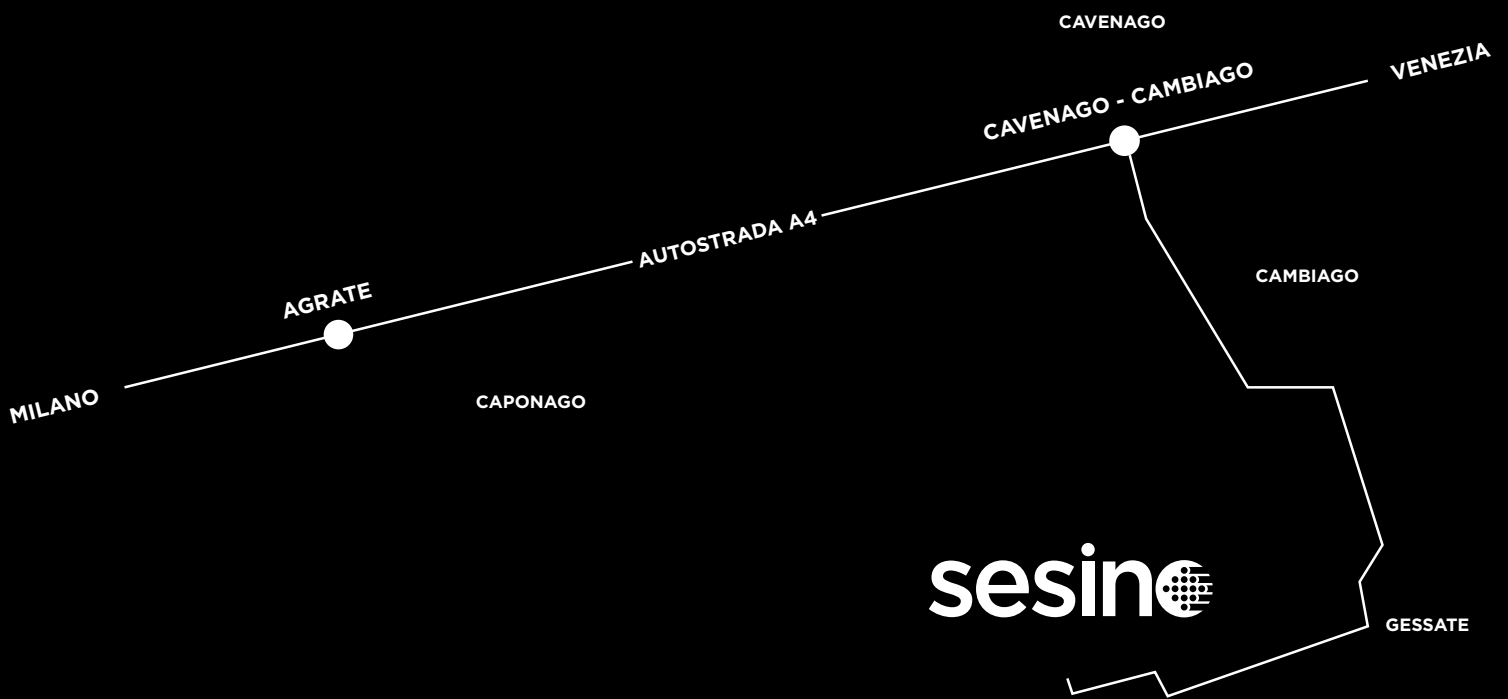 CAVENAGO
VENEZIA
CAVENAGO - CAMBIAGO
AUTOSTRADA A4
CAMBIAGO
AGRATE
MILANO
CAPONAGO
sesino
GESSATE